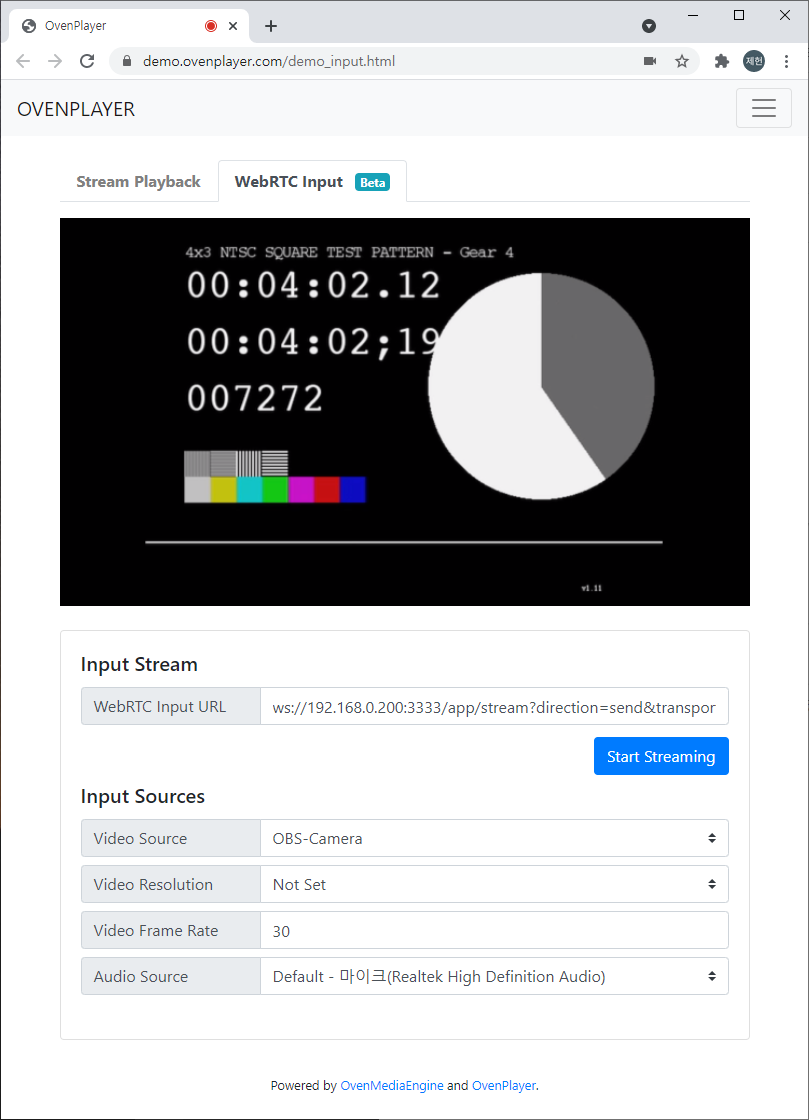 OvenPlayer
demo.ovenplayer.com/demo_input.html
제헌
OVENPLAYER
Stream Playback
WebRTC Input Beta
4x3 NTSC SQUARE TEST PATTERN - Gear 4
00:04:02.12
00:04:02;19
007272
v1.11
Input Stream
WebRTC Input URL ws://192.168.0.200:3333/app/stream?direction=send&transpor
Start Streaming
Input Sources
Video Source OBS-Camera
Video Resolution Not Set
Video Frame Rate 30
Audio Source Default - 마이크(Realtek High Definition Audio)
Powered by OvenMediaEngine and OvenPlayer.